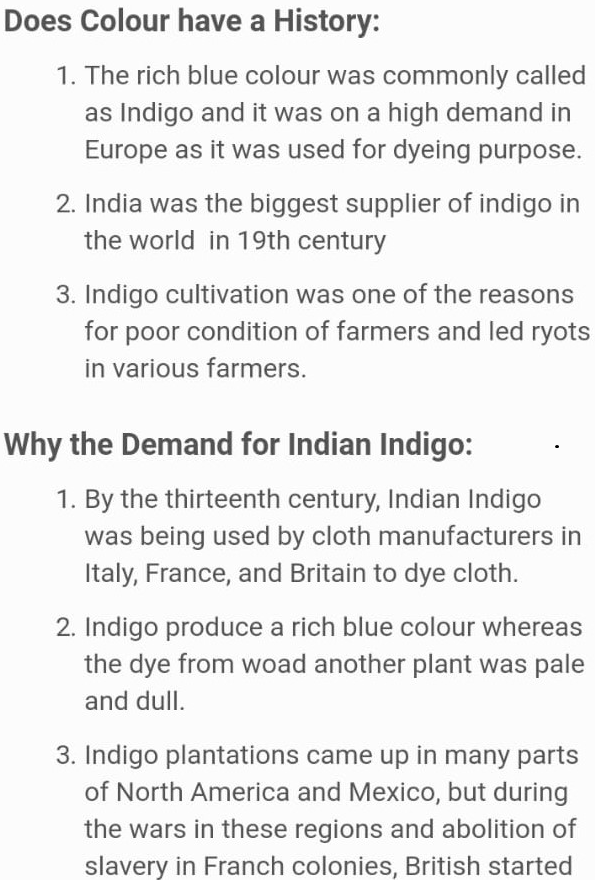 Does Colour have a History:
1. The rich blue colour was commonly called
as Indigo and it was on a high demand in
Europe as it was used for dyeing purpose.
2. India was the biggest supplier of indigo in
the world  in 19th century
3. Indigo cultivation was one of the reasons
for poor condition of farmers and led ryots
in various farmers.
Why the Demand for Indian Indigo:
1. By the thirteenth century, Indian Indigo
was being used by cloth manufacturers in
Italy, France, and Britain to dye cloth.
2. Indigo produce a rich blue colour whereas
the dye from woad another plant was pale
and dull.
3. Indigo plantations came up in many parts
of North America and Mexico, but during
the wars in these regions and abolition of
slavery in Franch colonies, British started